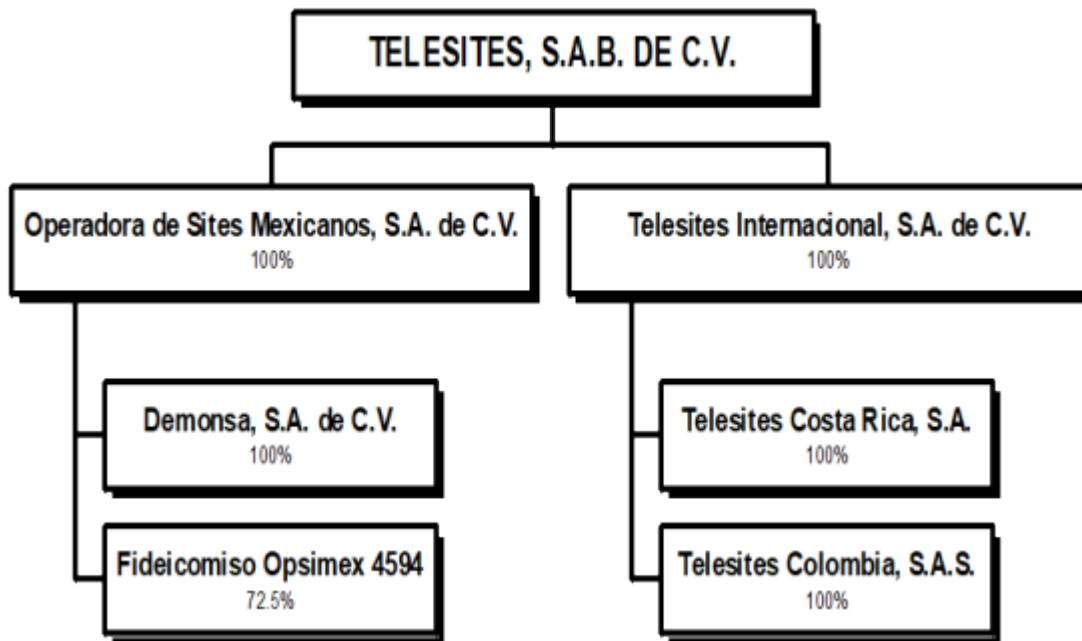 TELESITES, S.A.B. DE C.V.
Operadora de Sites Mexicanos, S.A. de C.V.
100%
Telesites Internacional, S.A. de C.V.
100%
Demonsa, S.A. de C.V.
100%
Telesites Costa Rica, S.A.
100%
Fideicomiso Opsimex 4594
72.5%
Telesites Colombia, S.A.S.
100%